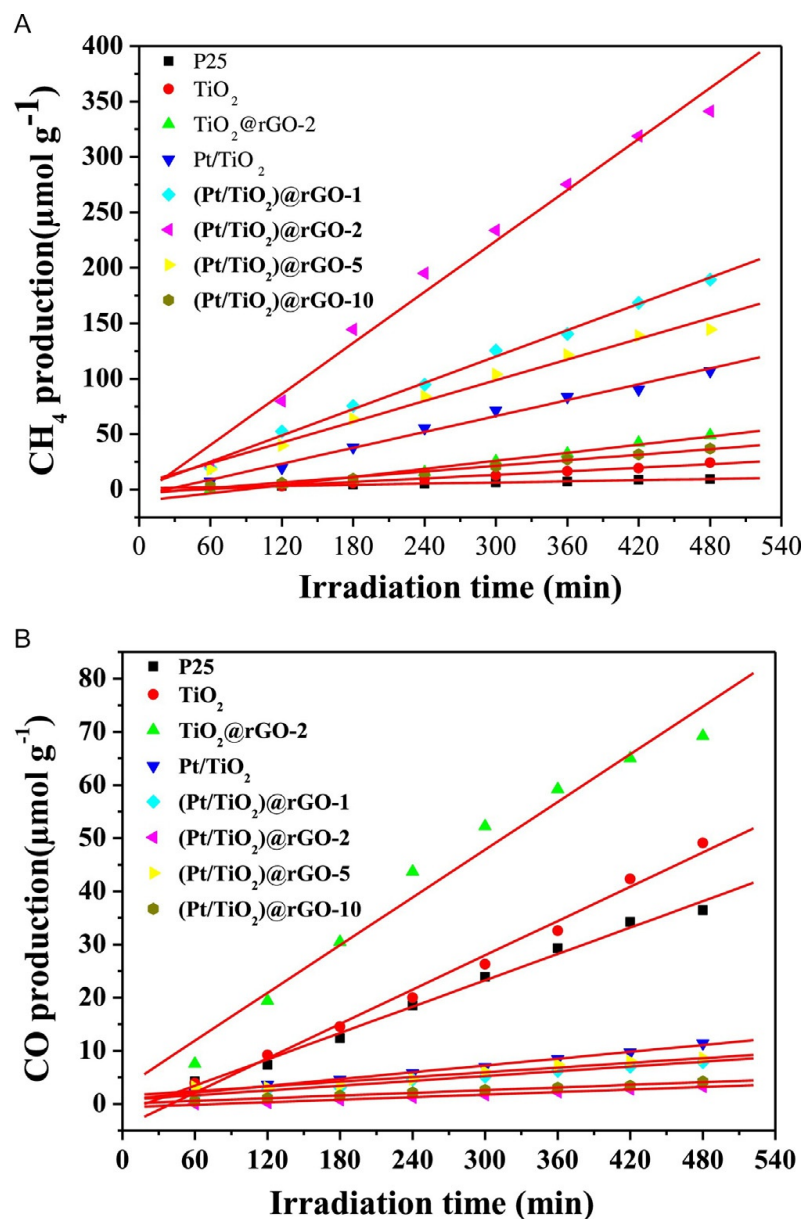 A
400
350
300
250
200
150
100
50
0
CH₄ production(μmol g⁻¹)
P25
TiO₂
TiO₂@rGO-2
Pt/TiO₂
(Pt/TiO₂)@rGO-1
(Pt/TiO₂)@rGO-2
(Pt/TiO₂)@rGO-5
(Pt/TiO₂)@rGO-10
0 60 120 180 240 300 360 420 480 540
Irradiation time (min)
B
80
70
60
50
40
30
20
10
0
CO production(μmol g⁻¹)
P25
TiO₂
TiO₂@rGO-2
Pt/TiO₂
(Pt/TiO₂)@rGO-1
(Pt/TiO₂)@rGO-2
(Pt/TiO₂)@rGO-5
(Pt/TiO₂)@rGO-10
0 60 120 180 240 300 360 420 480 540
Irradiation time (min)